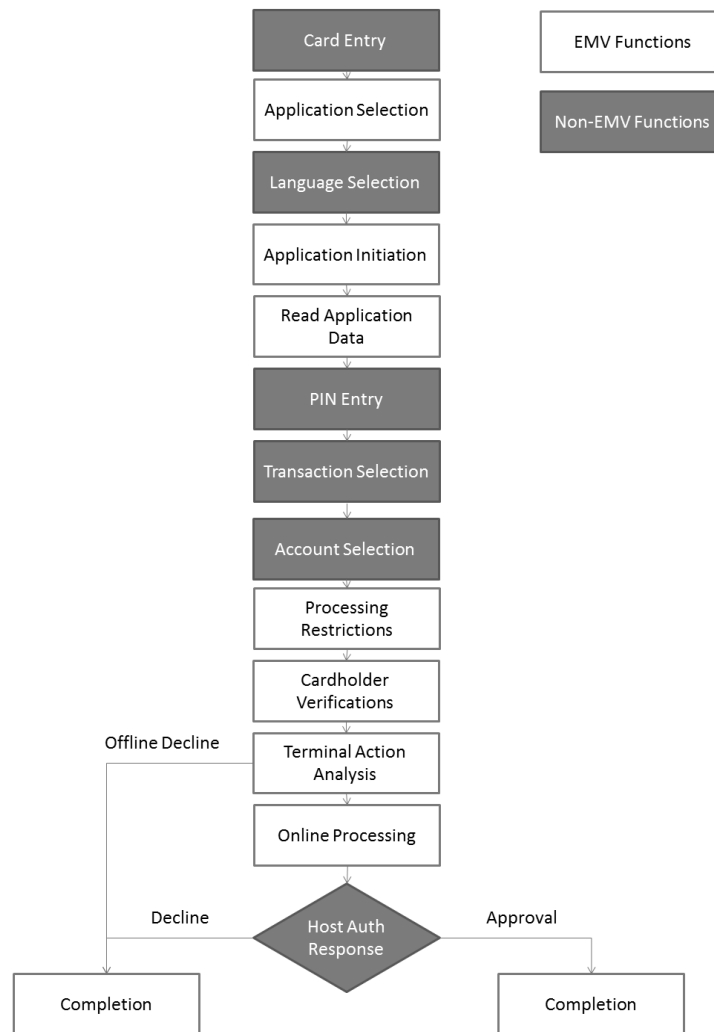 Card Entry
EMV Functions
Application Selection
Non-EMV Functions
Language Selection
Application Initiation
Read Application
Data
PIN Entry
Transaction Selection
Account Selection
Processing
Restrictions
Cardholder
Verifications
Offline Decline
Terminal Action
Analysis
Online Processing
Decline
Host Auth
Response
Approval
Completion
Completion